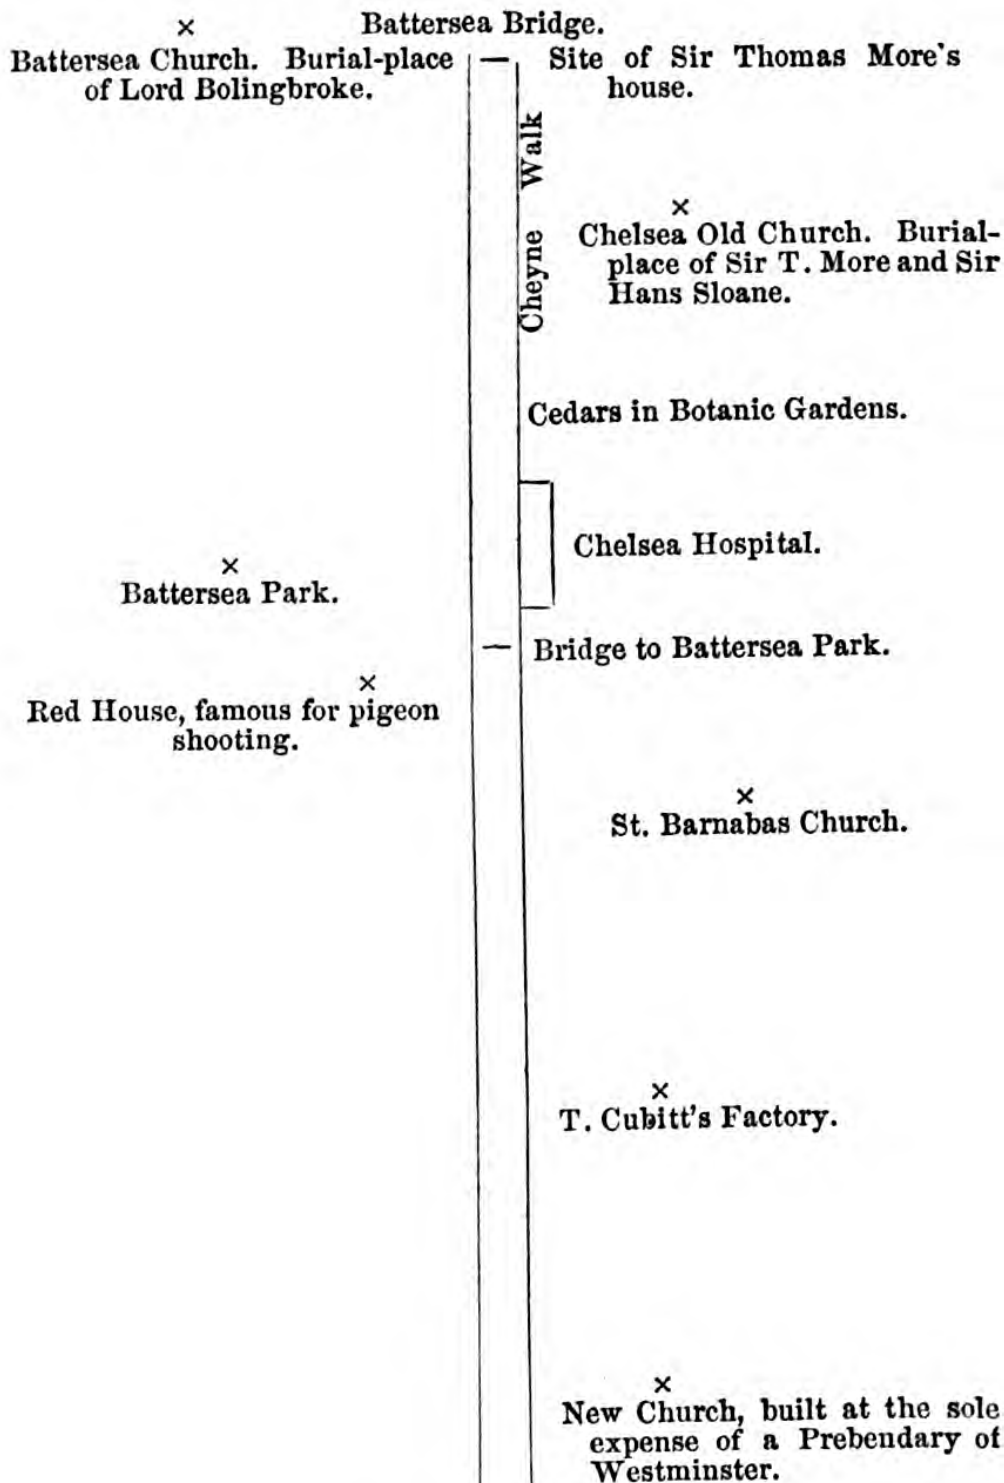 Battersea Bridge.
Battersea Church. Burial-place
of Lord Bolingbroke.
Site of Sir Thomas More's
house.
Cheyne Walk
Chelsea Old Church. Burial-
place of Sir T. More and Sir
Hans Sloane.
Cedars in Botanic Gardens.
Chelsea Hospital.
Battersea Park.
Bridge to Battersea Park.
Red House, famous for pigeon
shooting.
St. Barnabas Church.
T. Cubitt's Factory.
New Church, built at the sole
expense of a Prebendary of
Westminster.